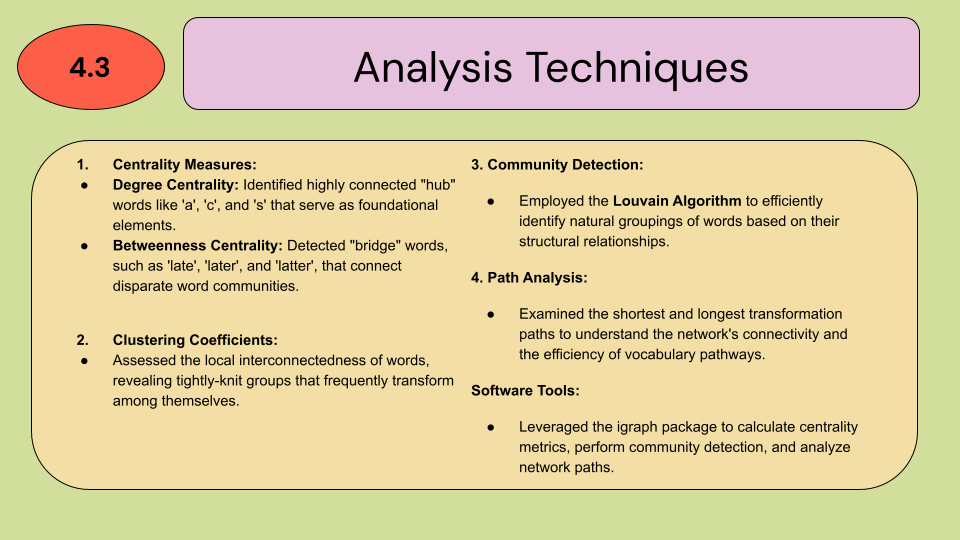 4.3
Analysis Techniques
1. Centrality Measures:
● Degree Centrality: Identified highly connected "hub"
words like 'a', 'c', and 's' that serve as foundational
elements.
● Betweenness Centrality: Detected "bridge" words,
such as 'late', 'later', and 'latter', that connect
disparate word communities.
2. Clustering Coefficients:
● Assessed the local interconnectedness of words,
revealing tightly-knit groups that frequently transform
among themselves.
3. Community Detection:
● Employed the Louvain Algorithm to efficiently
identify natural groupings of words based on their
structural relationships.
4. Path Analysis:
● Examined the shortest and longest transformation
paths to understand the network's connectivity and
the efficiency of vocabulary pathways.
Software Tools:
● Leveraged the igraph package to calculate centrality
metrics, perform community detection, and analyze
network paths.